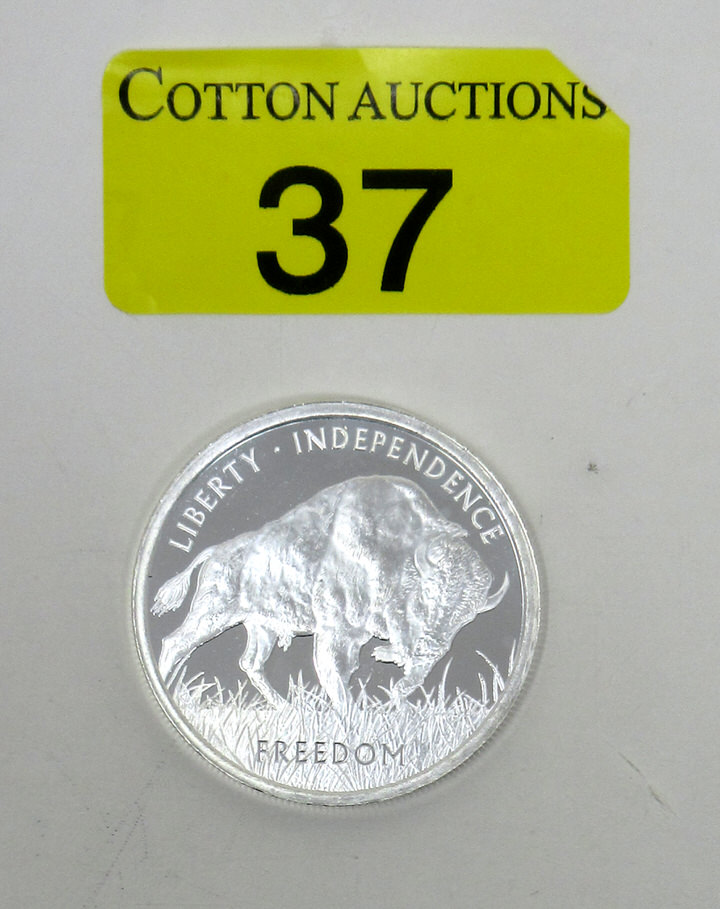 COTTON AUCTIONS
37
LIBERTY · INDEPENDENCE
FREEDOM